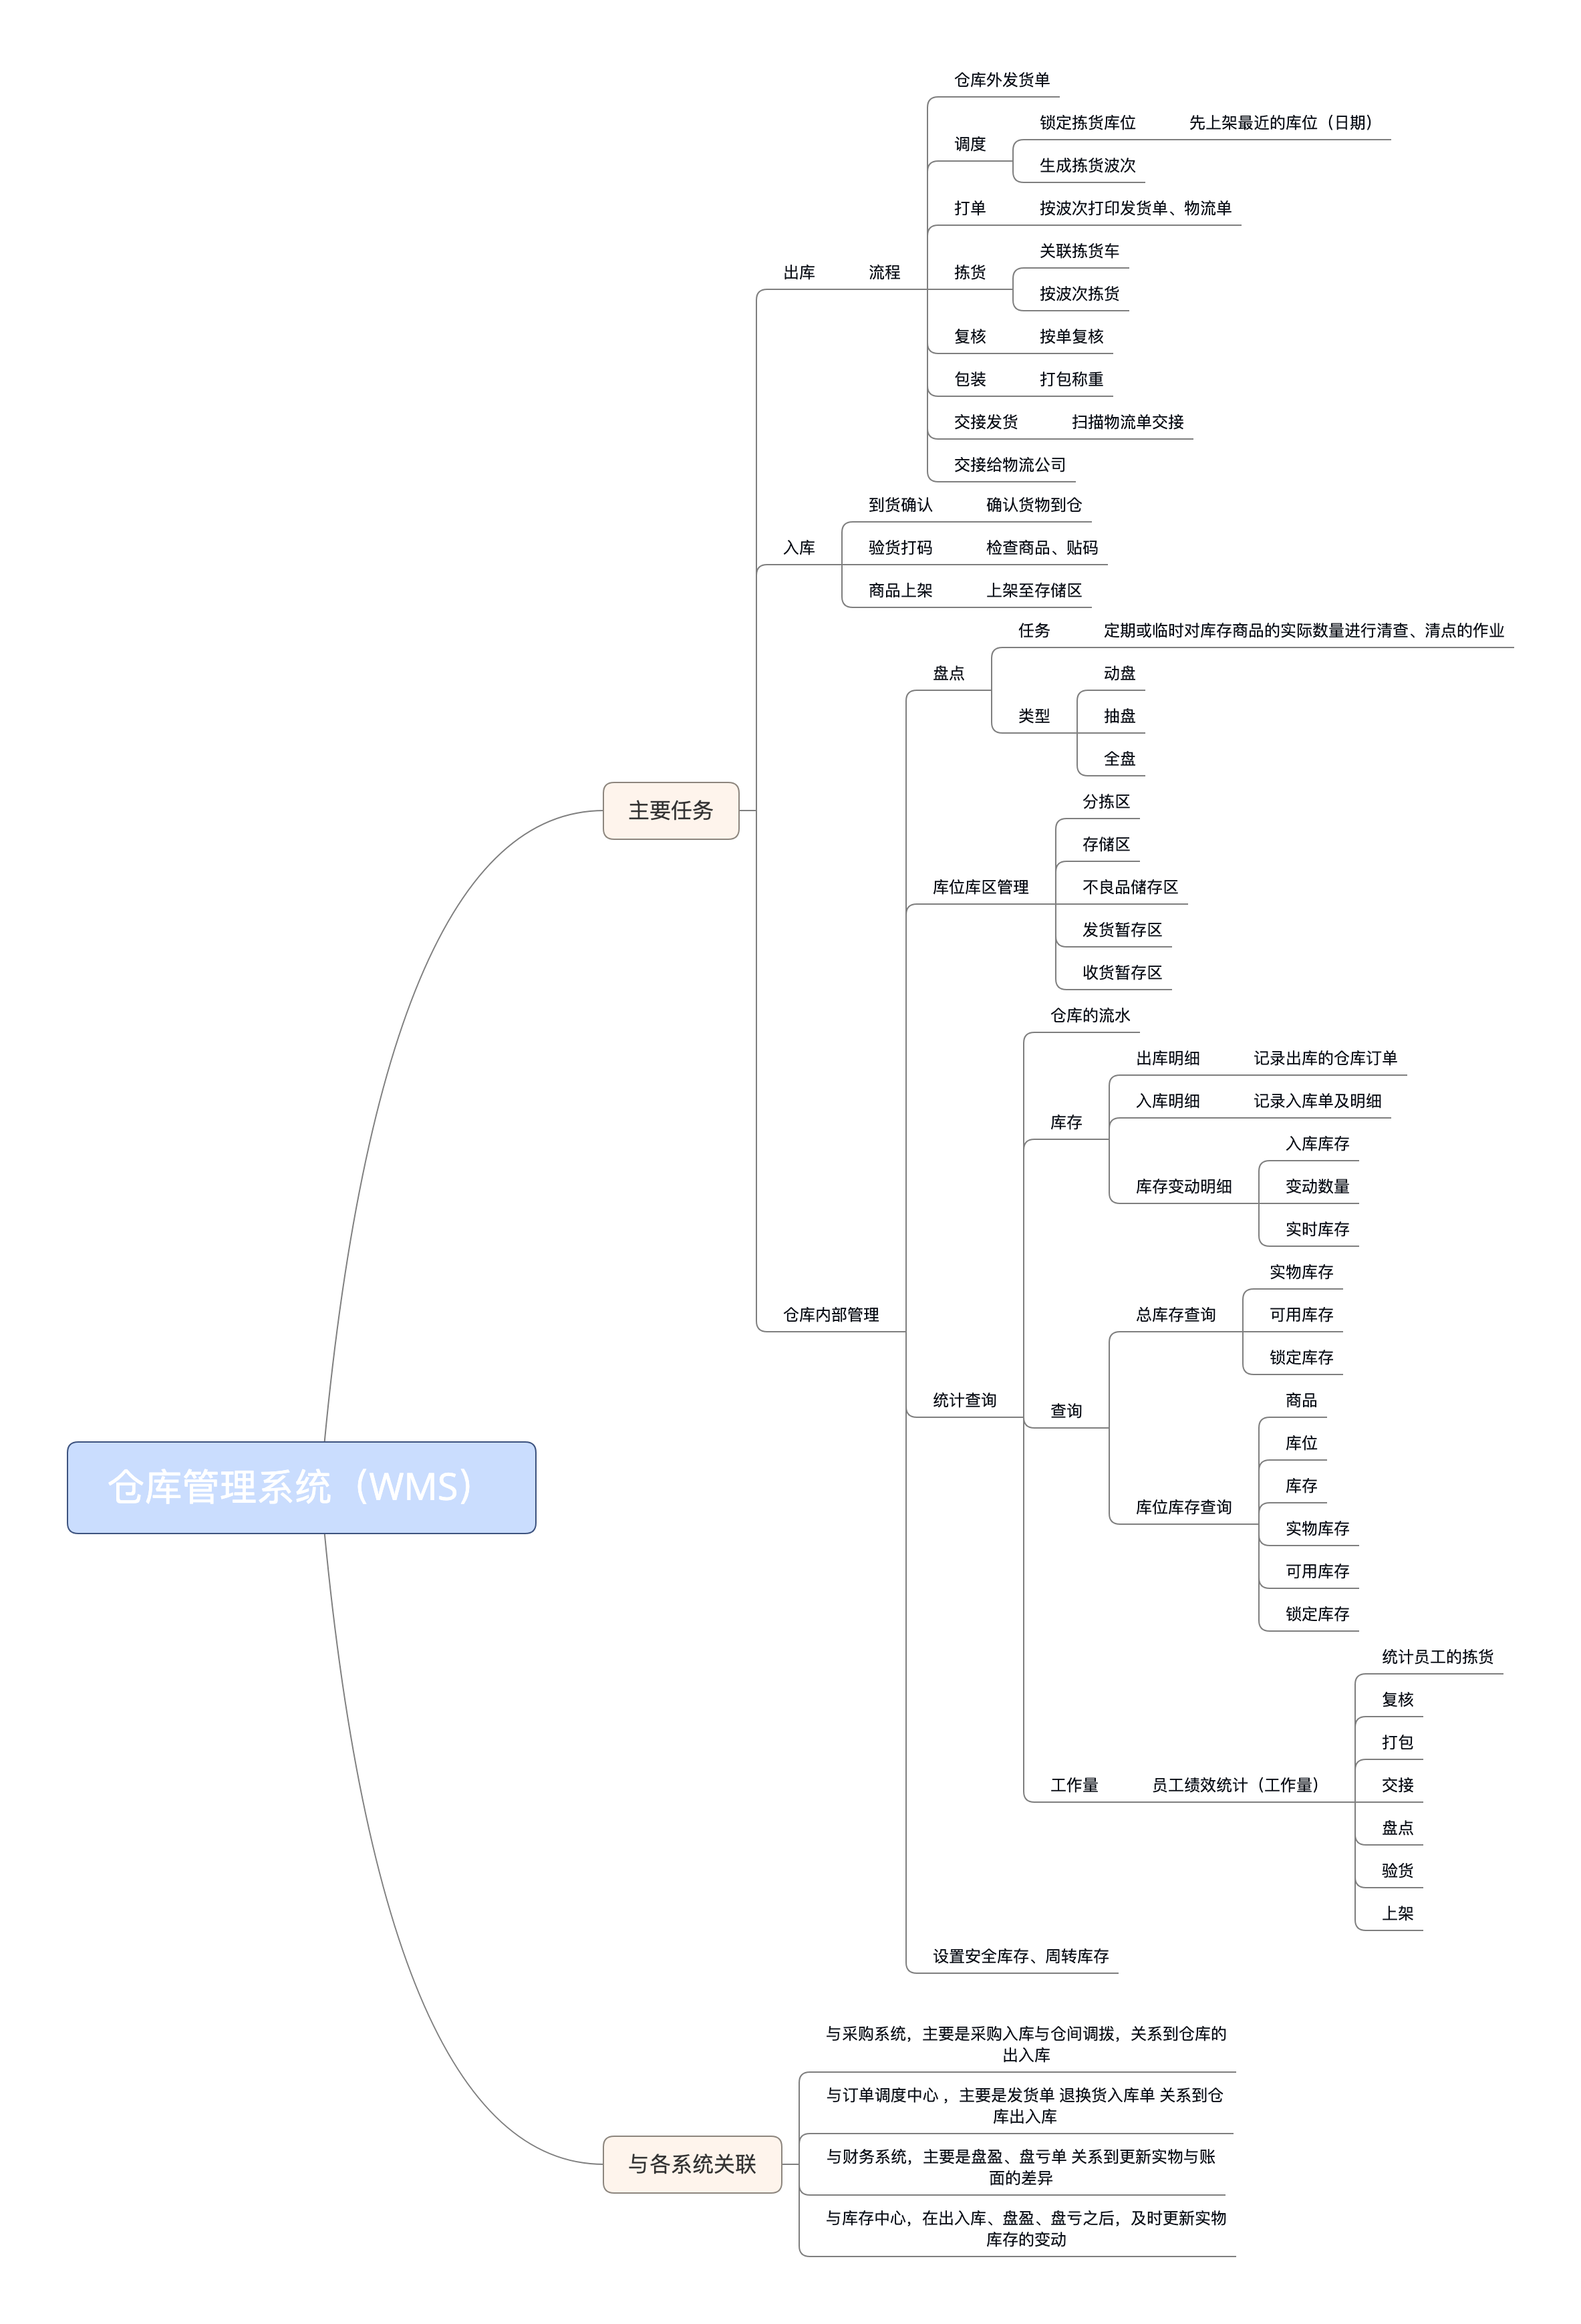 仓库管理系统（WMS）
主要任务
出库
流程
仓库外发货单
调度
锁定拣货库位
先上架最近的库位（日期）
生成拣货波次
打单
按波次打印发货单、物流单
拣货
关联拣货车
按波次拣货
复核
按单复核
包装
打包称重
交接发货
扫描物流单交接
交接给物流公司
入库
到货确认
确认货物到仓
验货打码
检查商品、贴码
商品上架
上架至存储区
仓库内部管理
盘点
任务
定期或临时对库存商品的实际数量进行清查、清点的作业
类型
动盘
抽盘
全盘
库位库区管理
分拣区
存储区
不良品储存区
发货暂存区
收货暂存区
统计查询
仓库的流水
库存
出库明细
记录出库的仓库订单
入库明细
记录入库单及明细
库存变动明细
入库库存
变动数量
实时库存
查询
总库存查询
实物库存
可用库存
锁定库存
库位库存查询
商品
库位
库存
实物库存
可用库存
锁定库存
工作量
员工绩效统计（工作量）
统计员工的拣货
复核
打包
交接
盘点
验货
上架
设置安全库存、周转库存
与各系统关联
与采购系统，主要是采购入库与仓间调拨，关系到仓库的
出入库
与订单调度中心 ，主要是发货单 退换货入库单 关系到仓
库出入库
与财务系统，主要是盘盈、盘亏单 关系到更新实物与账
面的差异
与库存中心，在出入库、盘盈、盘亏之后，及时更新实物
库存的变动